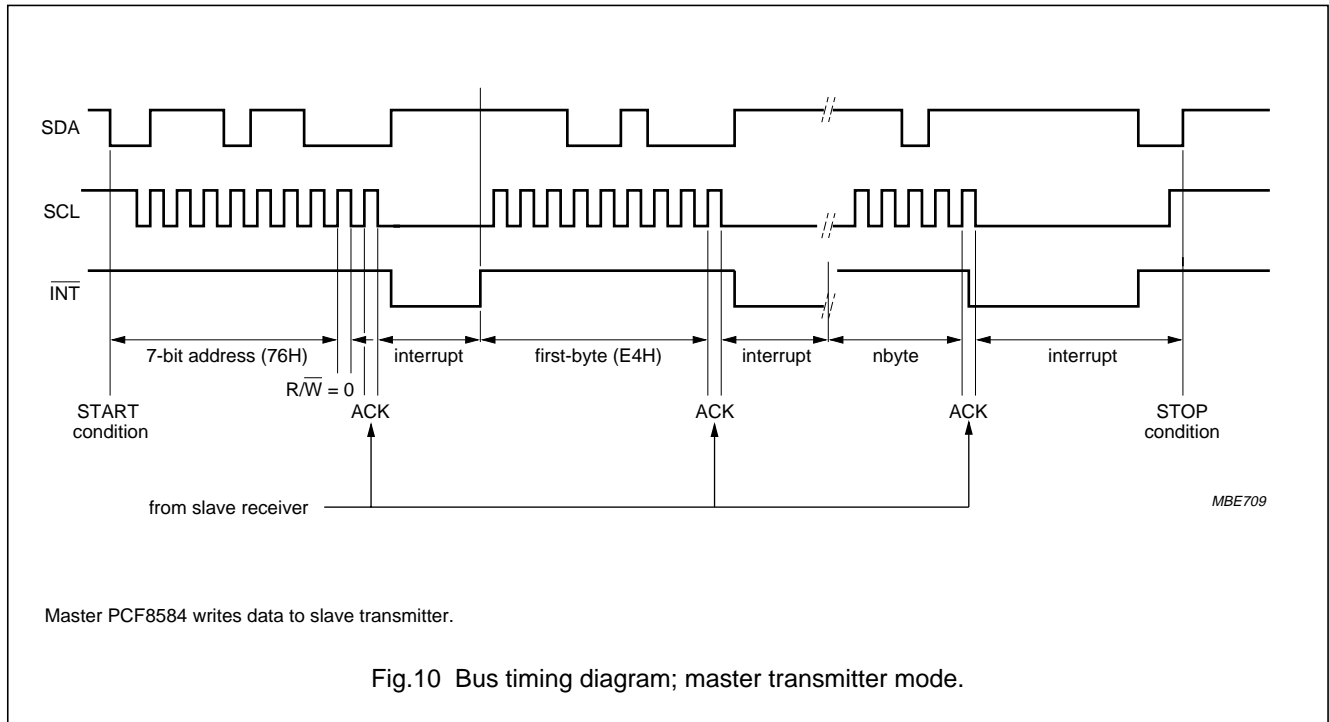 SDA
SCL
INT
7-bit address (76H)
interrupt
first-byte (E4H)
interrupt
nbyte
interrupt
R/W = 0
START
condition
ACK
ACK
ACK
STOP
condition
from slave receiver
MBE709
Master PCF8584 writes data to slave transmitter.
Fig.10 Bus timing diagram; master transmitter mode.